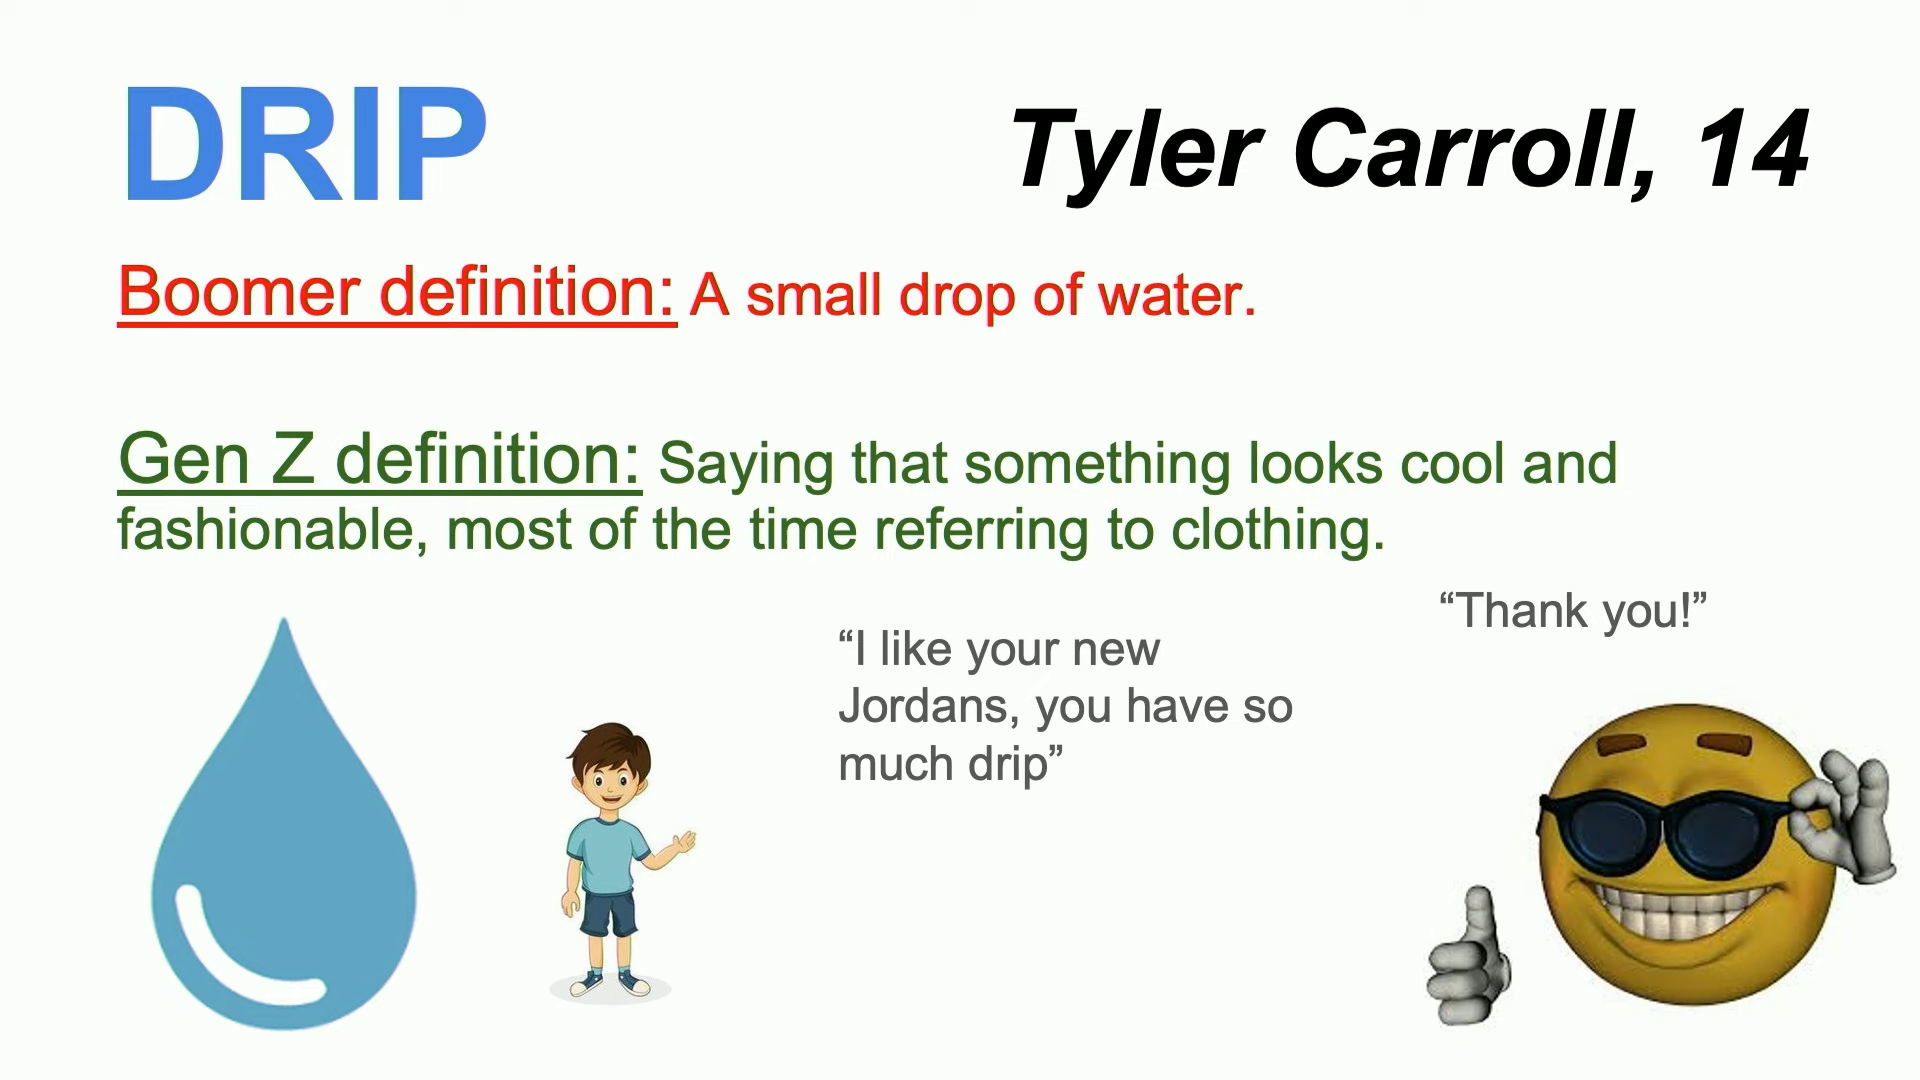 DRIP
Tyler Carroll, 14
Boomer definition: A small drop of water.
Gen Z definition: Saying that something looks cool and
fashionable, most of the time referring to clothing.
“I like your new
Jordans, you have so
much drip”
“Thank you!”